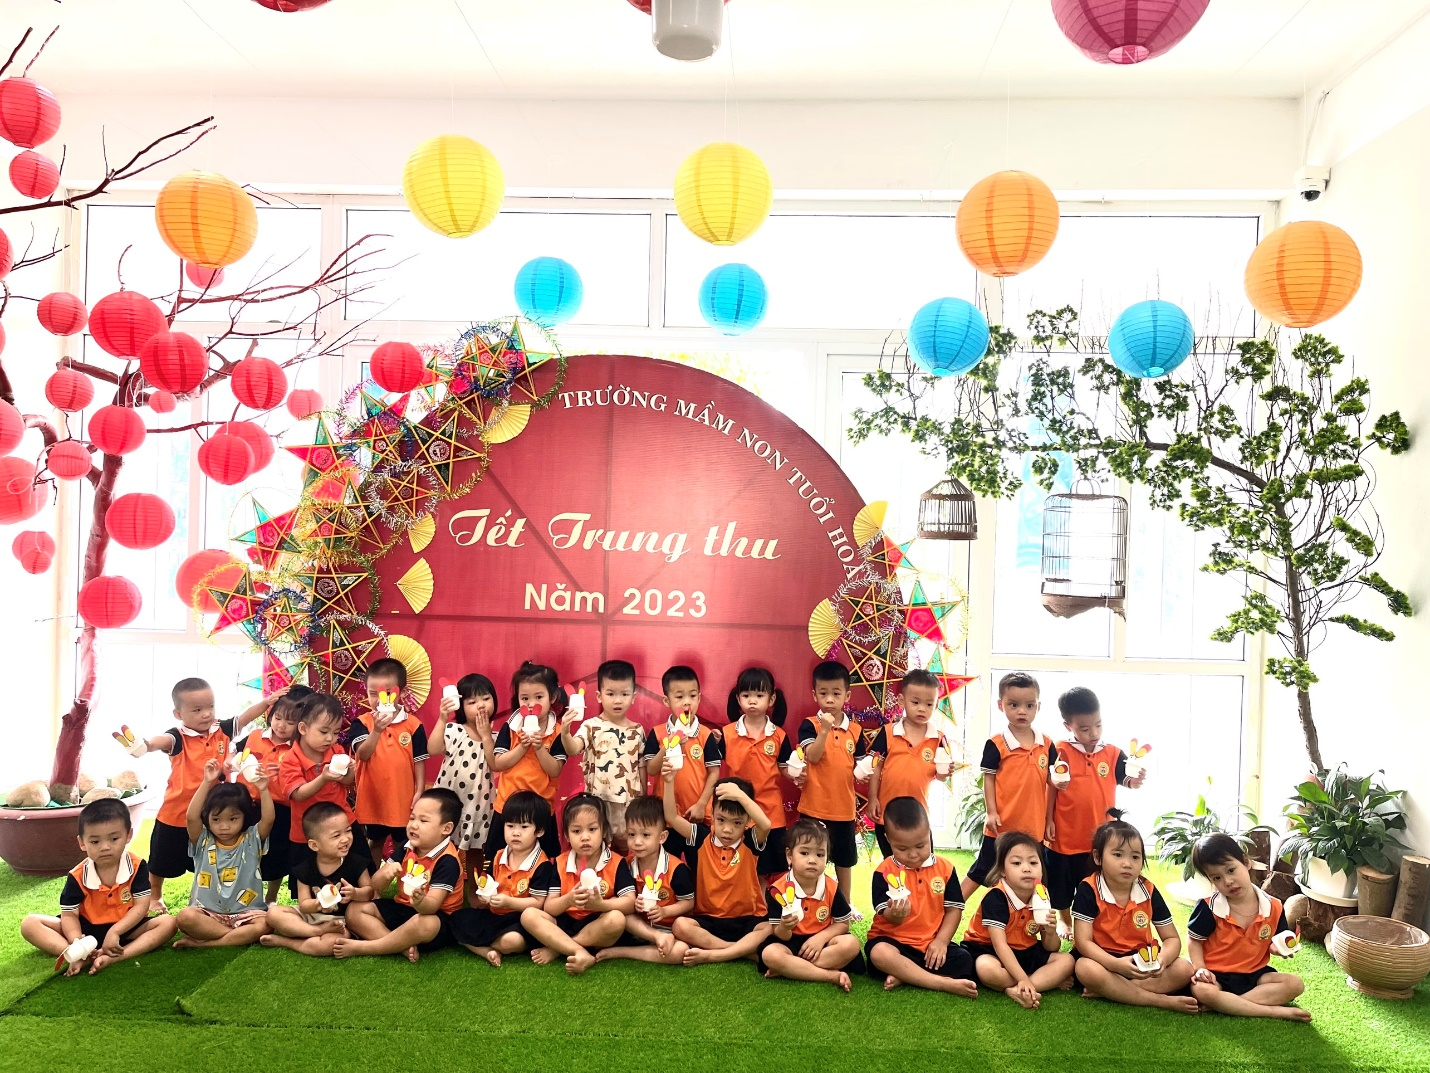 TRƯỜNG MẦM NON TUỔI HOA
Tết Trung thu
Năm 2023